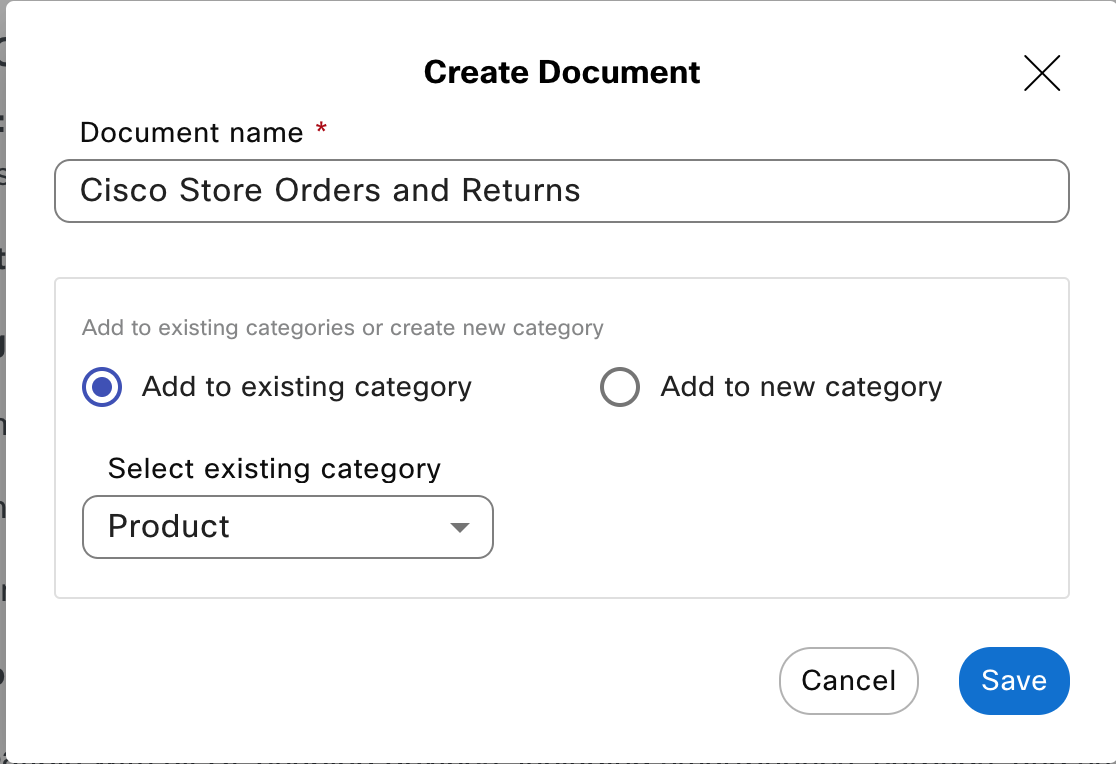 Create Document
Document name *
Cisco Store Orders and Returns
Add to existing categories or create new category
Add to existing category
Add to new category
Select existing category
Product
Cancel
Save